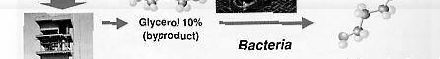 Glycerol 10%
(byproduct)
Bacteria